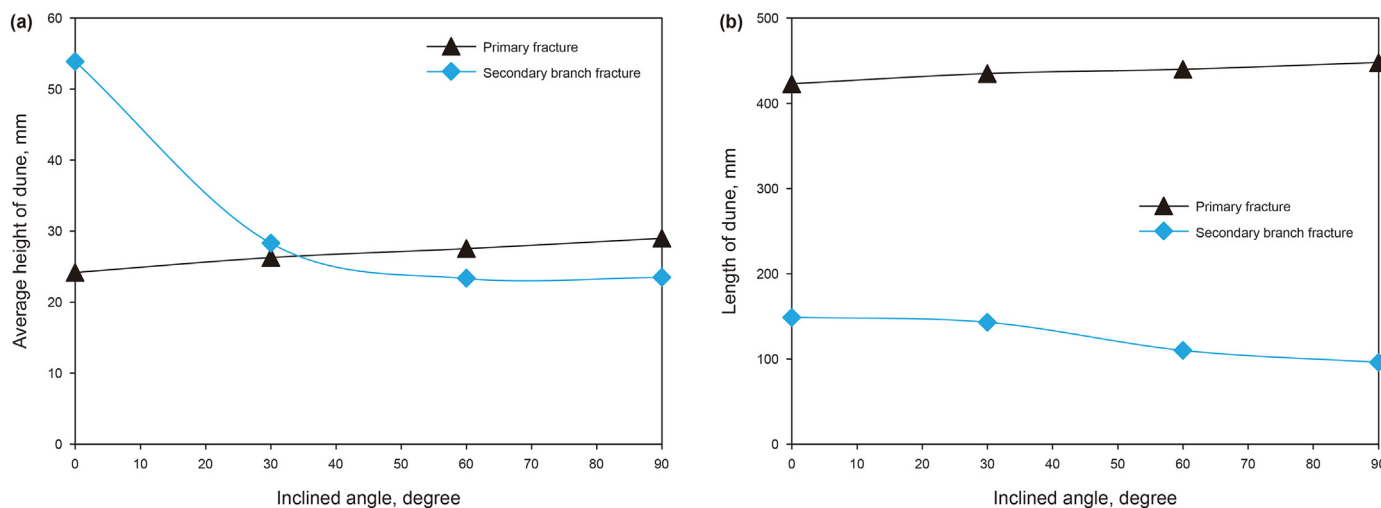 (a)
60
50
40
30
20
10
0
Average height of dune, mm
Primary fracture
Secondary branch fracture
0 10 20 30 40 50 60 70 80 90
Inclined angle, degree
(b)
500
400
300
200
100
0
Length of dune, mm
Primary fracture
Secondary branch fracture
0 10 20 30 40 50 60 70 80 90
Inclined angle, degree